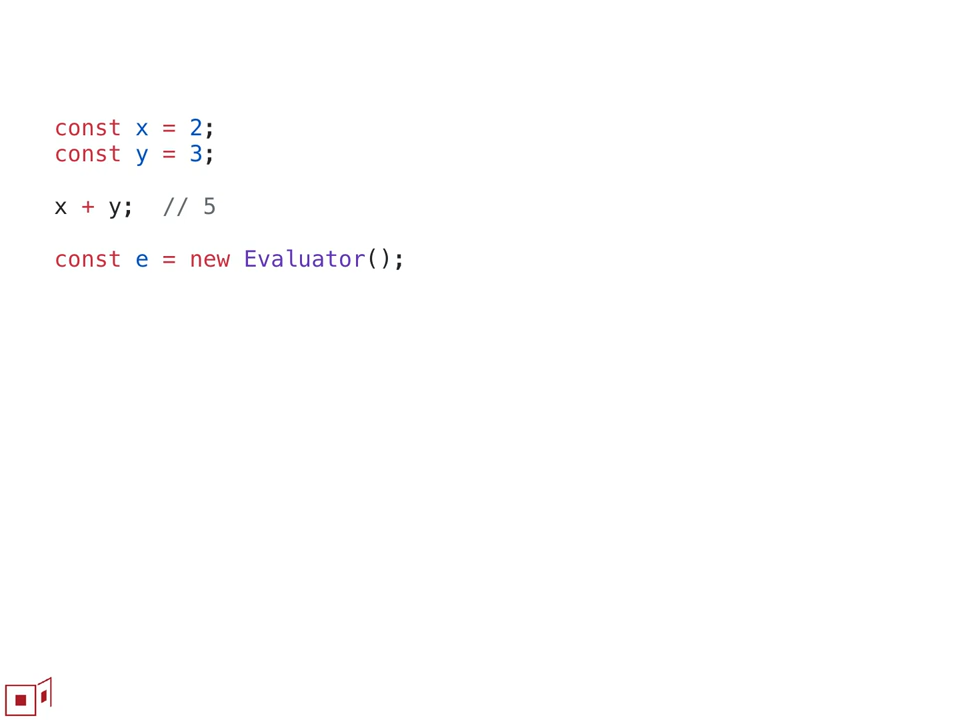 const x = 2;
const y = 3;
x + y;  // 5
const e = new Evaluator();